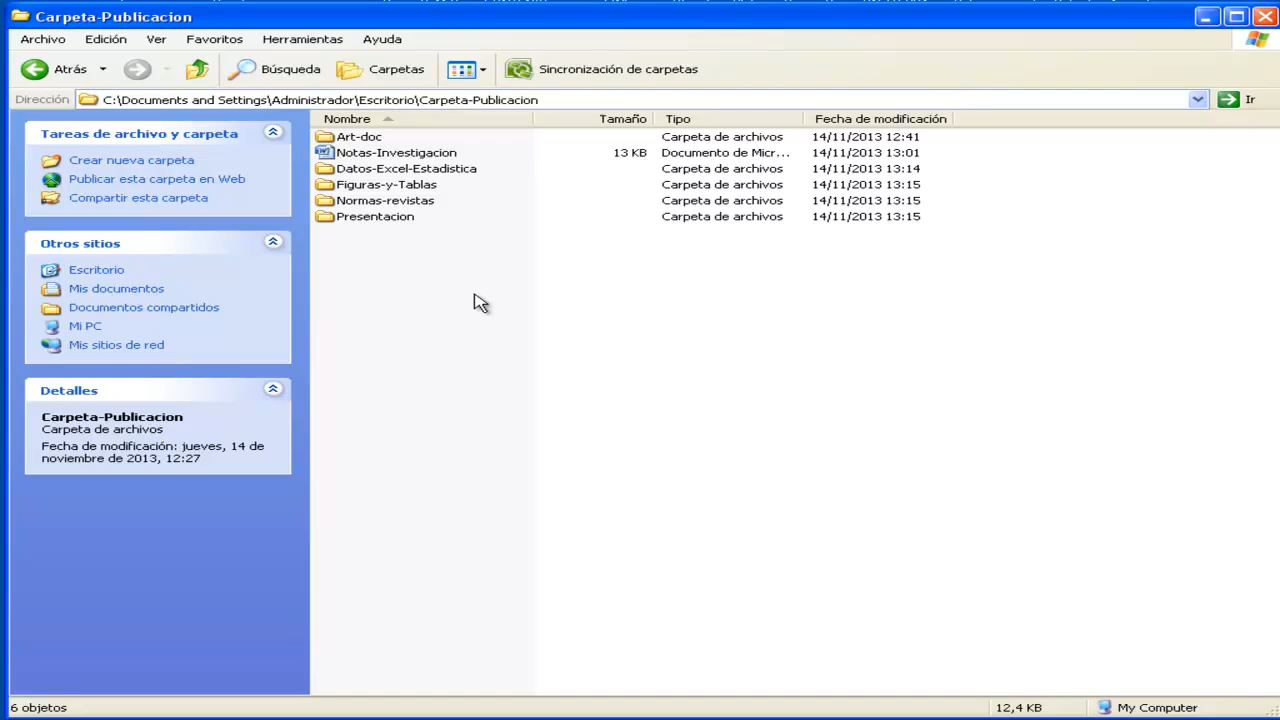 Carpeta-Publicacion
Archivo Edición Ver Favoritos Herramientas Ayuda
Atrás Búsqueda Carpetas Sincronización de carpetas
Dirección C:\Documents and Settings\Administrador\Escritorio\Carpeta-Publicacion Ir
Tareas de archivo y carpeta
Crear nueva carpeta
Publicar esta carpeta en Web
Compartir esta carpeta
Otros sitios
Escritorio
Mis documentos
Documentos compartidos
Mi PC
Mis sitios de red
Detalles
Carpeta-Publicacion
Carpeta de archivos
Fecha de modificación: jueves, 14 de
noviembre de 2013, 12:27
Nombre Tamaño Tipo Fecha de modificación
Art-doc Carpeta de archivos 14/11/2013 12:41
Notas-Investigacion 13 KB Documento de Micr... 14/11/2013 13:01
Datos-Excel-Estadistica Carpeta de archivos 14/11/2013 13:14
Figuras-y-Tablas Carpeta de archivos 14/11/2013 13:15
Normas-revistas Carpeta de archivos 14/11/2013 13:15
Presentacion Carpeta de archivos 14/11/2013 13:15
6 objetos 12,4 KB My Computer